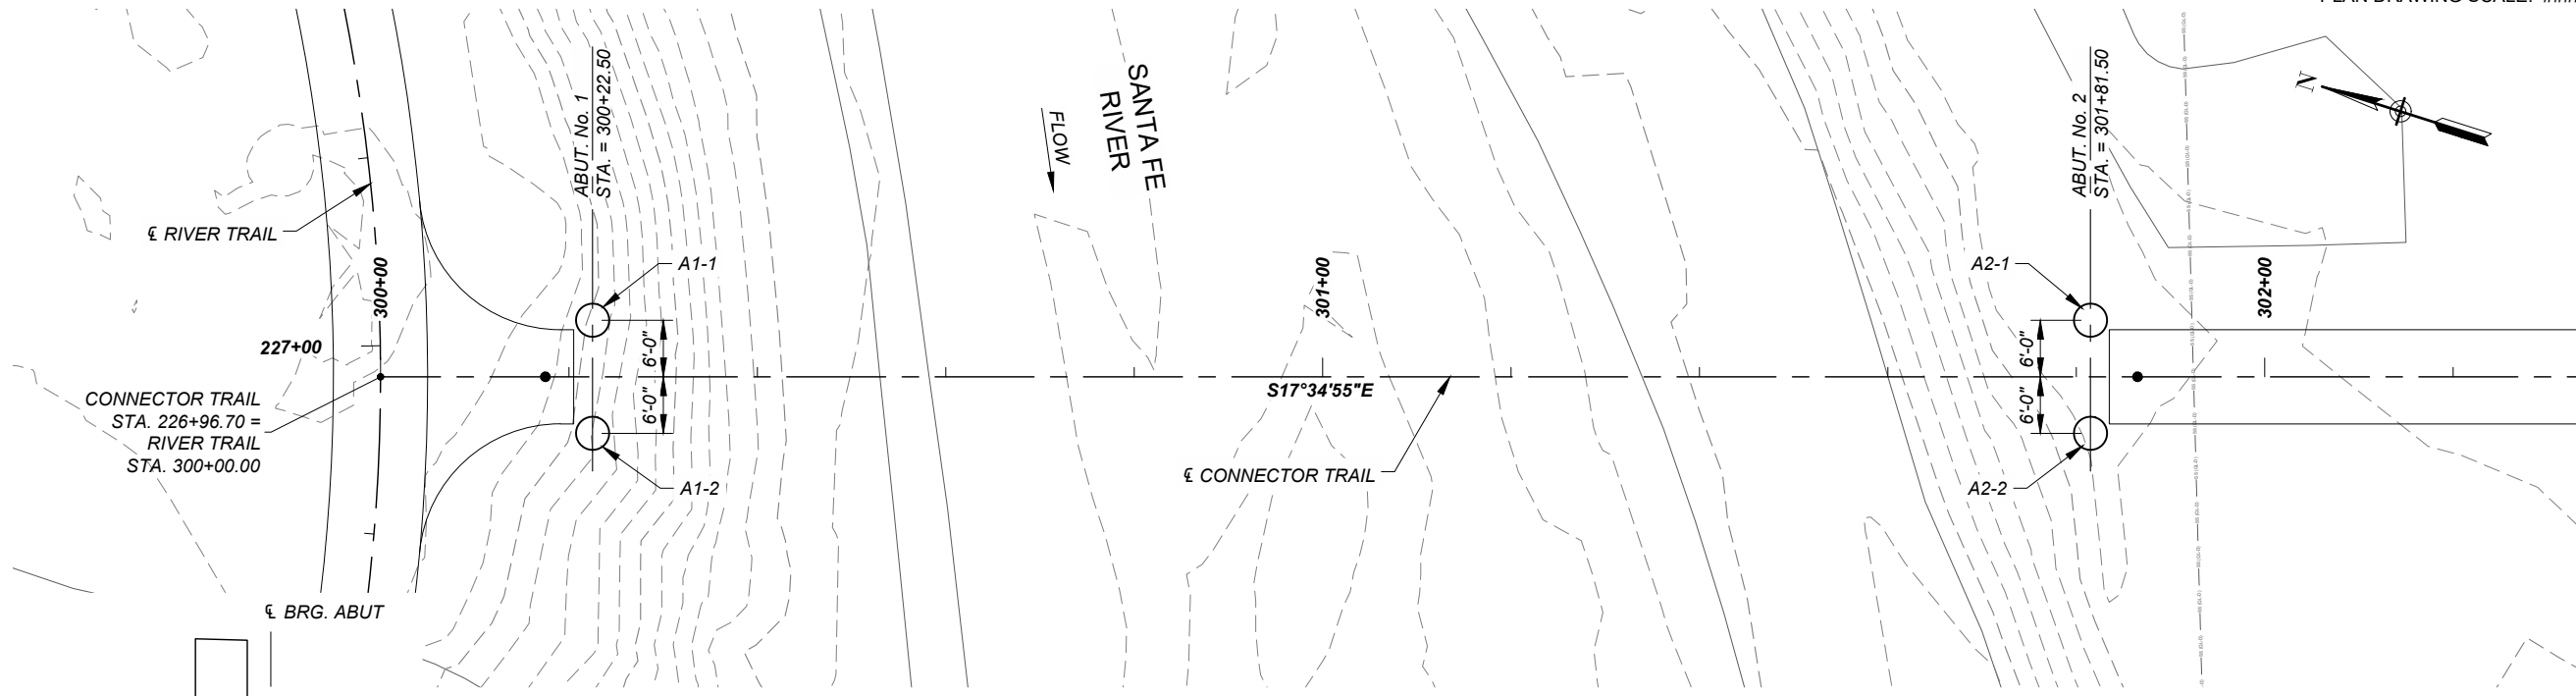 ABUT. No. 1
STA. = 300+22.50
SANTA FE
RIVER
FLOW
ABUT. No. 2
STA. = 301+81.50
N
℄ RIVER TRAIL
300+00
A1-1
301+00
A2-1
302+00
227+00
6'-0"
6'-0"
6'-0"
6'-0"
S17°34'55"E
CONNECTOR TRAIL
STA. 226+96.70 =
RIVER TRAIL
STA. 300+00.00
℄ CONNECTOR TRAIL
A1-2
A2-2
℄ BRG. ABUT